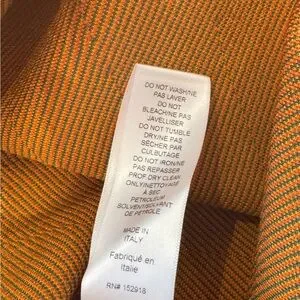 DO NOT WASH/NE
PAS LAVER
DO NOT
BLEACH/NE PAS
JAVELLISER
DO NOT TUMBLE
DRY/NE PAS
SÉCHER PAR
CULBUTAGE
DO NOT IRON/NE
PAS REPASSER
PROF DRY CLEAN
ONLY/NETTOYAGE
À SEC
PETROLEUM
SOLVENT/SOLVANT
DE PÉTROLE
MADE IN
ITALY
Fabriqué en
Italie
RN# 152918